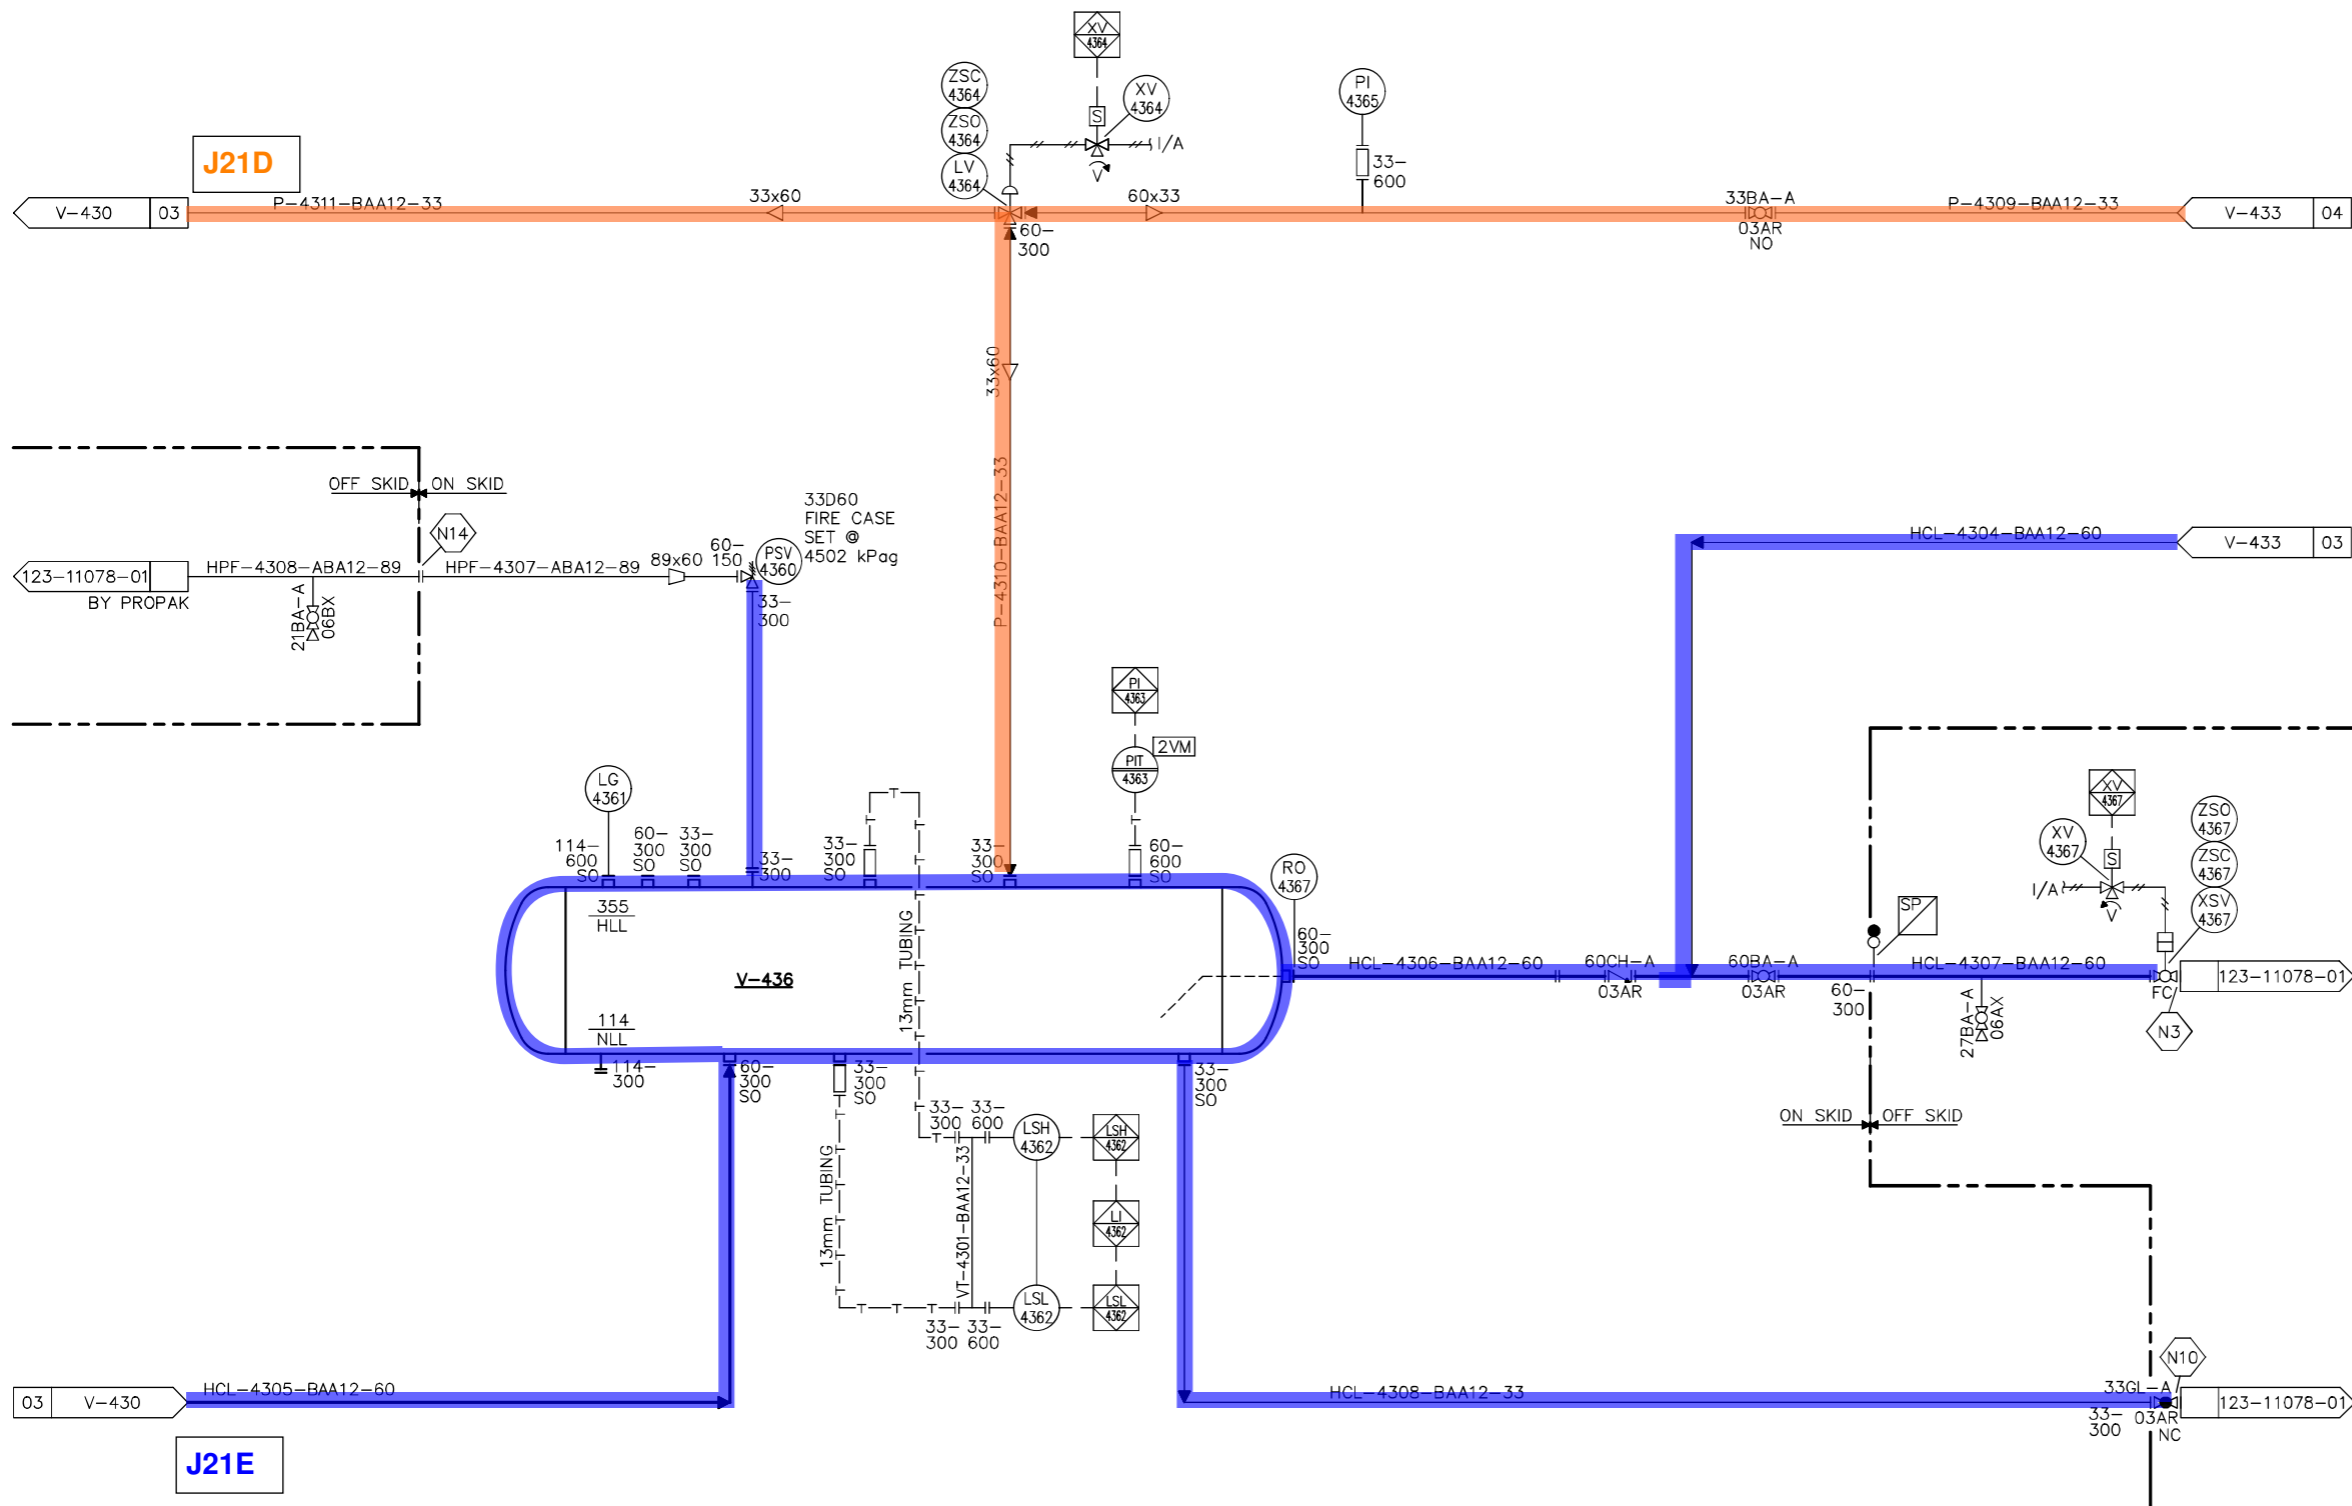 XV
4364
ZSC
4364
ZSO
4364
LV
4364
XV
4364
S
I/A
V
PI
4365
33-
600
J21D
V-430 03
P-4311-BAA12-33
33x60
60-
300
60x33
33BA-A
03AR
NO
P-4309-BAA12-33
V-433 04
33x60
P-4310-BAA12-33
OFF SKID ON SKID
N14
123-11078-01
BY PROPAK
HPF-4308-ABA12-89
21BA-A
06BX
HPF-4307-ABA12-89
89x60
60-
150
PSV
4360
33D60
FIRE CASE
SET @
4502 kPag
33-
300
HCL-4304-BAA12-60
V-433 03
PI
4363
PIT
4363
2VM
LG
4361
114-
600
SO
60-
300
SO
33-
300
SO
33-
300
33-
300
SO
T
33-
300
SO
60-
600
SO
RO
4367
60-
300
SO
355
HLL
V-436
114
NLL
13mm TUBING
HCL-4306-BAA12-60
60CH-A
03AR
60BA-A
03AR
60-
300
SP
HCL-4307-BAA12-60
27BA-A
06AX
XV
4367
XV
4367
S
I/A
V
ZSO
4367
ZSC
4367
XSV
4367
FC
N3
123-11078-01
ON SKID OFF SKID
114-
300
60-
300
SO
33-
300
SO
33-
300
SO
13mm TUBING
33-
300
33-
600
VT-4301-BAA12-33
LSH
4362
LSH
4362
LI
4362
LSL
4362
LSL
4362
33-
300
33-
600
03 V-430
HCL-4305-BAA12-60
HCL-4308-BAA12-33
N10
33GL-A
33-
300
03AR
NC
123-11078-01
J21E